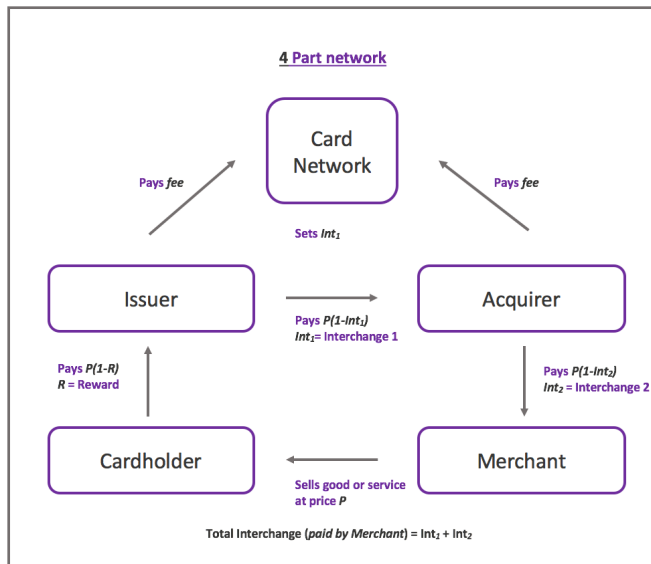 4 Part network
Card
Network
Pays fee
Pays fee
Sets Int₁
Issuer
Acquirer
Pays P(1-Int₁)
Int₁= Interchange 1
Pays P(1-R)
R = Reward
Pays P(1-Int₂)
Int₂ = Interchange 2
Cardholder
Merchant
Sells good or service
at price P
Total Interchange (paid by Merchant) = Int₁ + Int₂